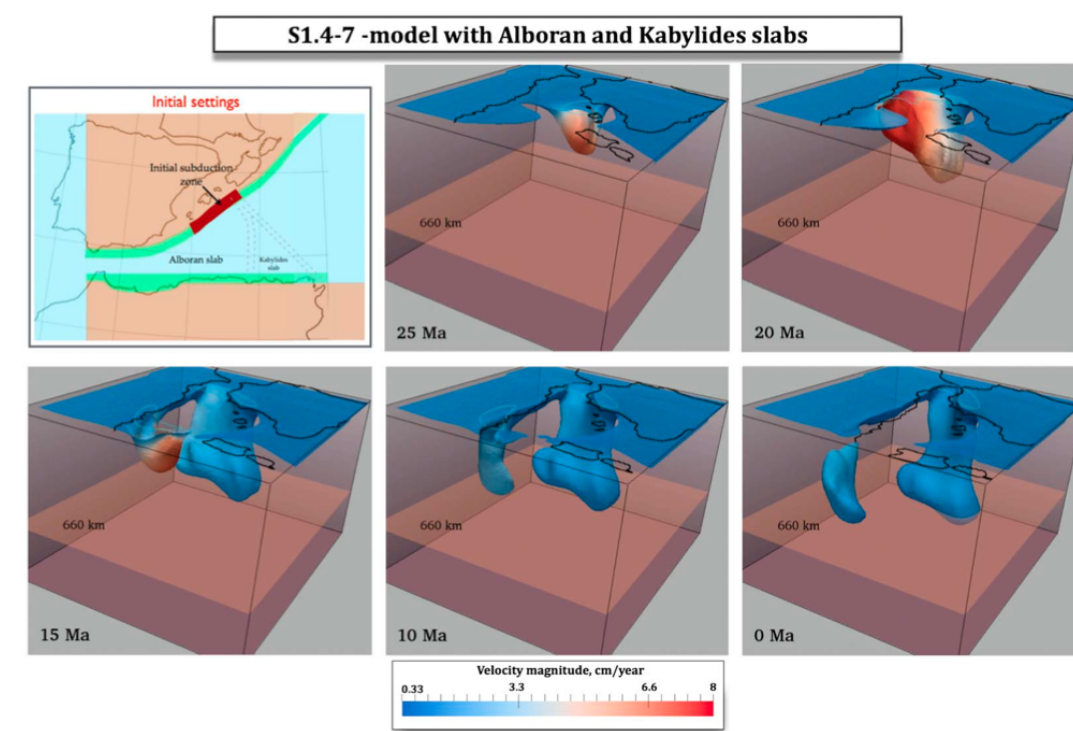 S1.4-7 -model with Alboran and Kabylides slabs
Initial settings
Initial subduction
zone
Alboran slab
Kabylides
slab
660 km
25 Ma
660 km
20 Ma
660 km
15 Ma
660 km
10 Ma
660 km
0 Ma
Velocity magnitude, cm/year
0.33 3.3 6.6 8